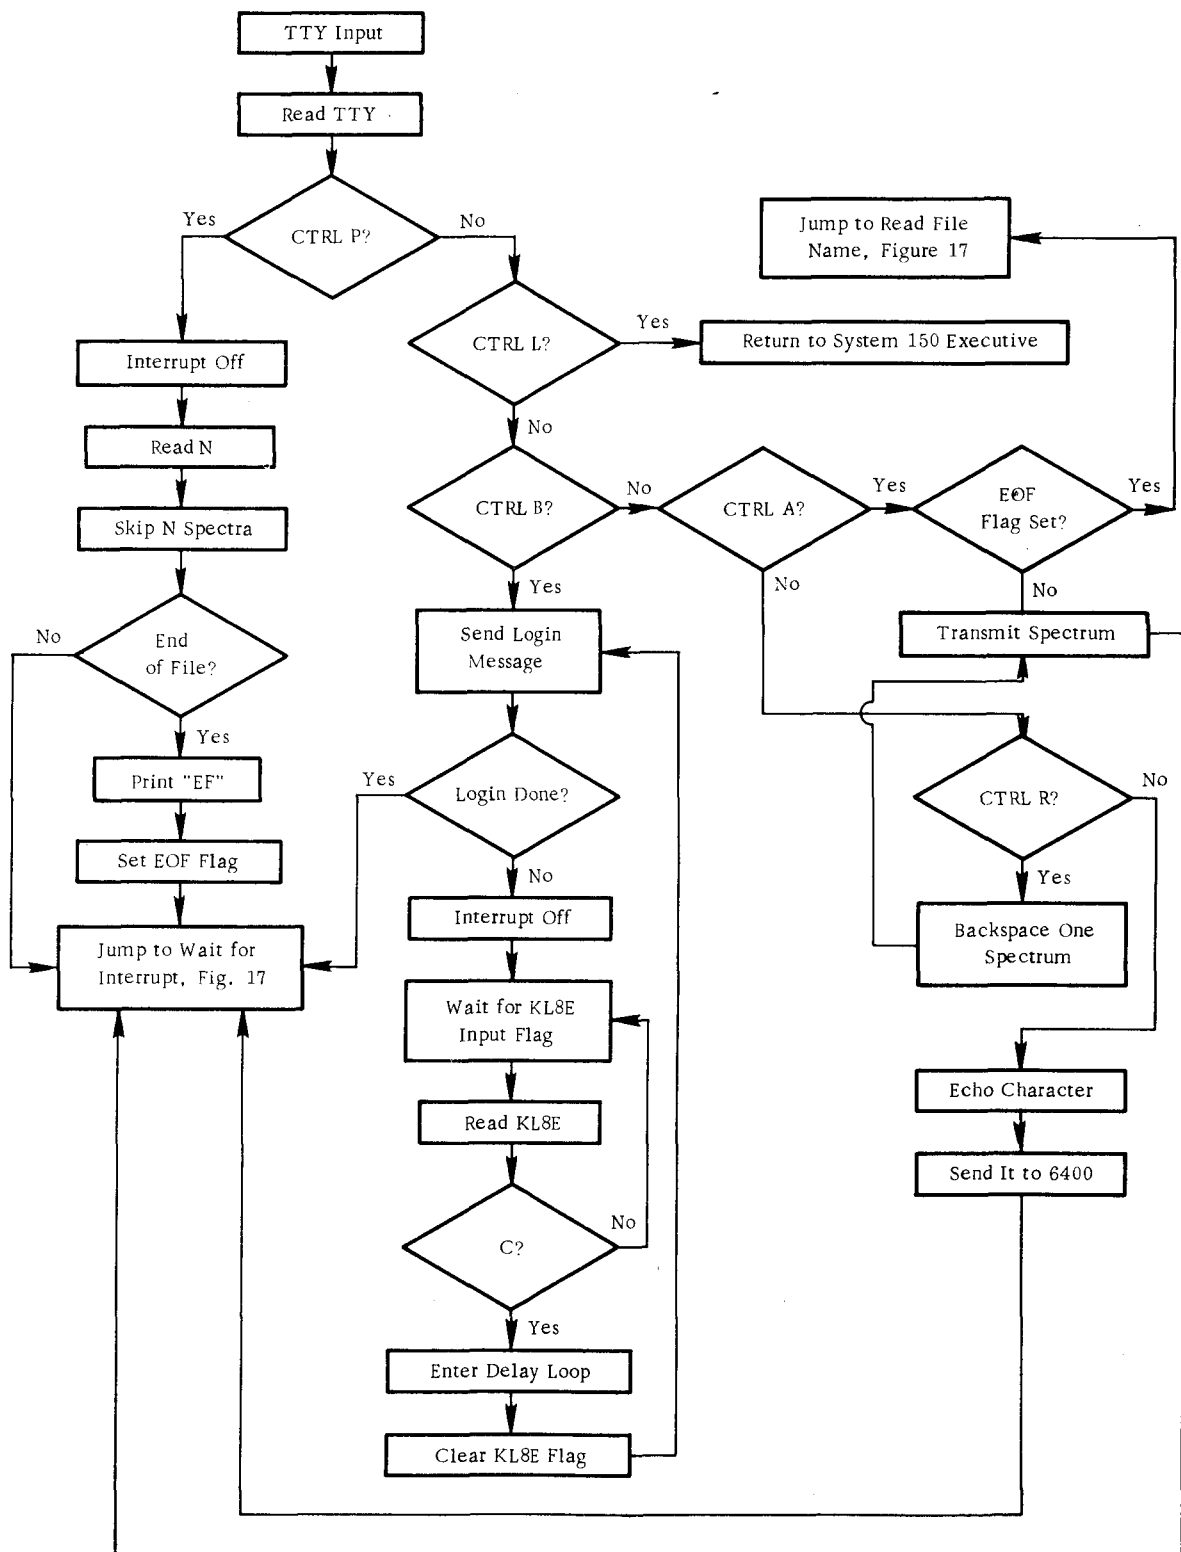 TTY Input
Read TTY
CTRL P?
Yes
No
Interrupt Off
Read N
Skip N Spectra
End
of File?
No
Yes
Print "EF"
Set EOF Flag
Jump to Wait for
Interrupt, Fig. 17
CTRL L?
Yes
Return to System 150 Executive
No
CTRL B?
No
Yes
Send Login
Message
Login Done?
Yes
No
Interrupt Off
Wait for KL8E
Input Flag
Read KL8E
C?
No
Yes
Enter Delay Loop
Clear KL8E Flag
CTRL A?
Yes
No
EOF
Flag Set?
Yes
No
Jump to Read File
Name, Figure 17
Transmit Spectrum
CTRL R?
No
Yes
Backspace One
Spectrum
Echo Character
Send It to 6400